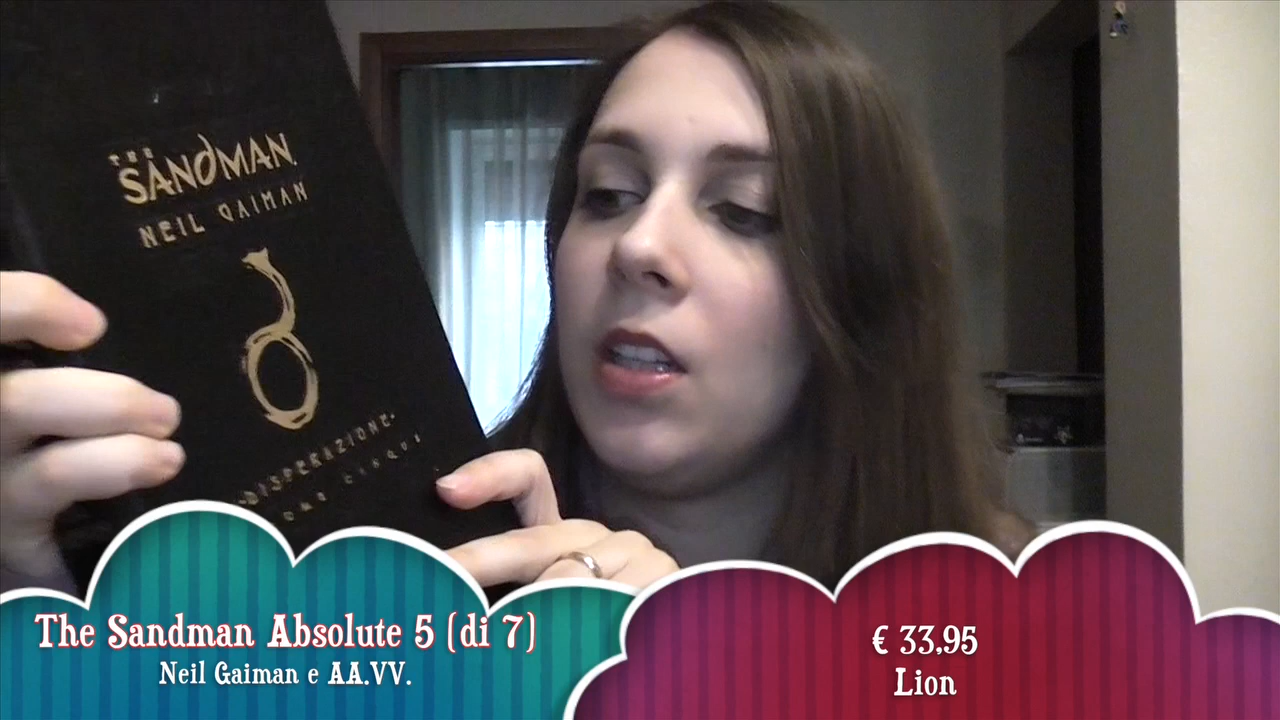 THE
SANDMAN.
NEIL GAIMAN
·DISPERAZIONE·
The Sandman Absolute 5 (di 7)
Neil Gaiman e AA.VV.
€ 33,95
Lion